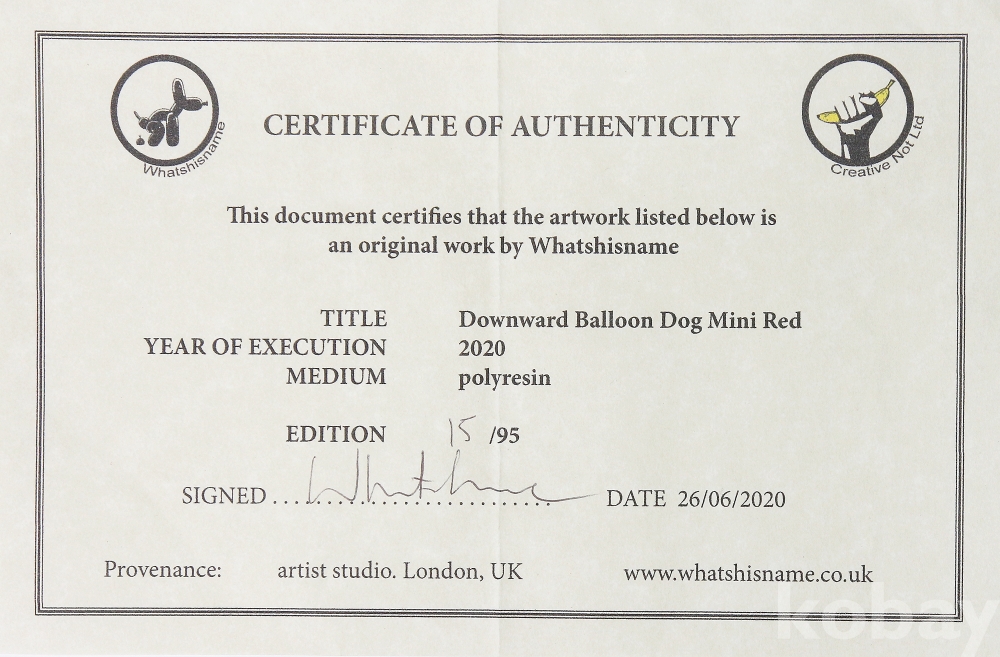 Whatshisname
CERTIFICATE OF AUTHENTICITY
Creative Not Ltd
This document certifies that the artwork listed below is
an original work by Whatshisname
TITLE Downward Balloon Dog Mini Red
YEAR OF EXECUTION 2020
MEDIUM polyresin
EDITION 15 /95
SIGNED............................ DATE 26/06/2020
Provenance: artist studio. London, UK www.whatshisname.co.uk
kobay